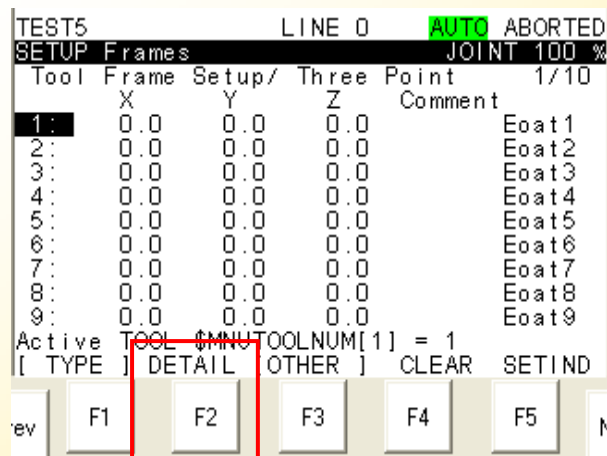 TEST5 LINE 0 AUTO ABORTED
SETUP Frames JOINT 100 %
Tool Frame Setup/ Three Point 1/10
X Y Z Comment
1: 0.0 0.0 0.0 Eoat1
2: 0.0 0.0 0.0 Eoat2
3: 0.0 0.0 0.0 Eoat3
4: 0.0 0.0 0.0 Eoat4
5: 0.0 0.0 0.0 Eoat5
6: 0.0 0.0 0.0 Eoat6
7: 0.0 0.0 0.0 Eoat7
8: 0.0 0.0 0.0 Eoat8
9: 0.0 0.0 0.0 Eoat9
Active TOOL $MNUTOOLNUM[1] = 1
[ TYPE ] DETAIL [OTHER ] CLEAR SETIND
ev F1 F2 F3 F4 F5